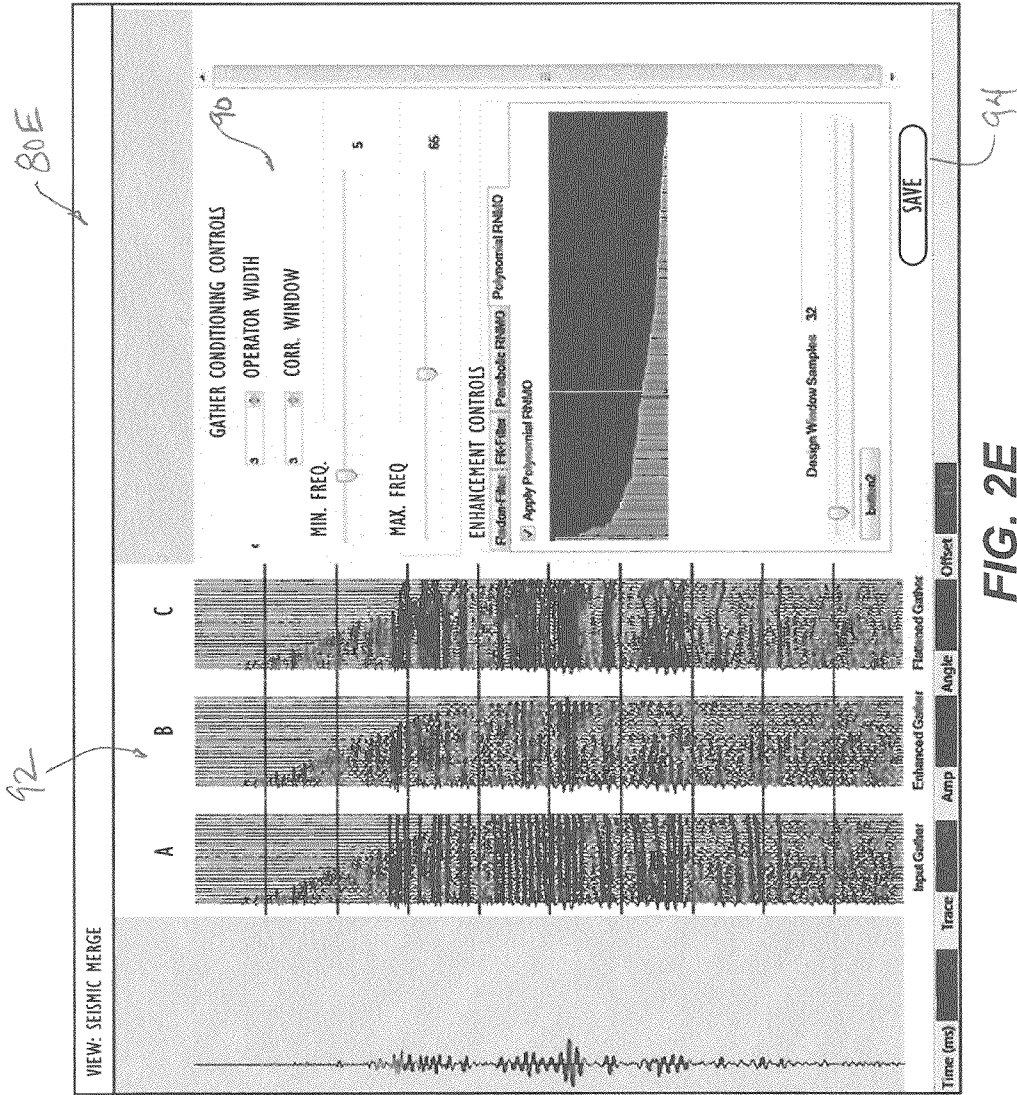 80E
VIEW: SEISMIC MERGE
92
A
B
C
GATHER CONDITIONING CONTROLS
90
3 OPERATOR WIDTH
3 CORR. WINDOW
MIN. FREQ.
5
MAX. FREQ
65
ENHANCEMENT CONTROLS
Radon-Filter FK-Filter Parabolic RNMO Polynomial RNMO
Apply Polynomial RNMO
Design Window Samples 32
button2
Input Gather
Enhanced Gather
Flattened Gather
SAVE
94
Time (ms) Trace Amp Angle Offset
FIG. 2E